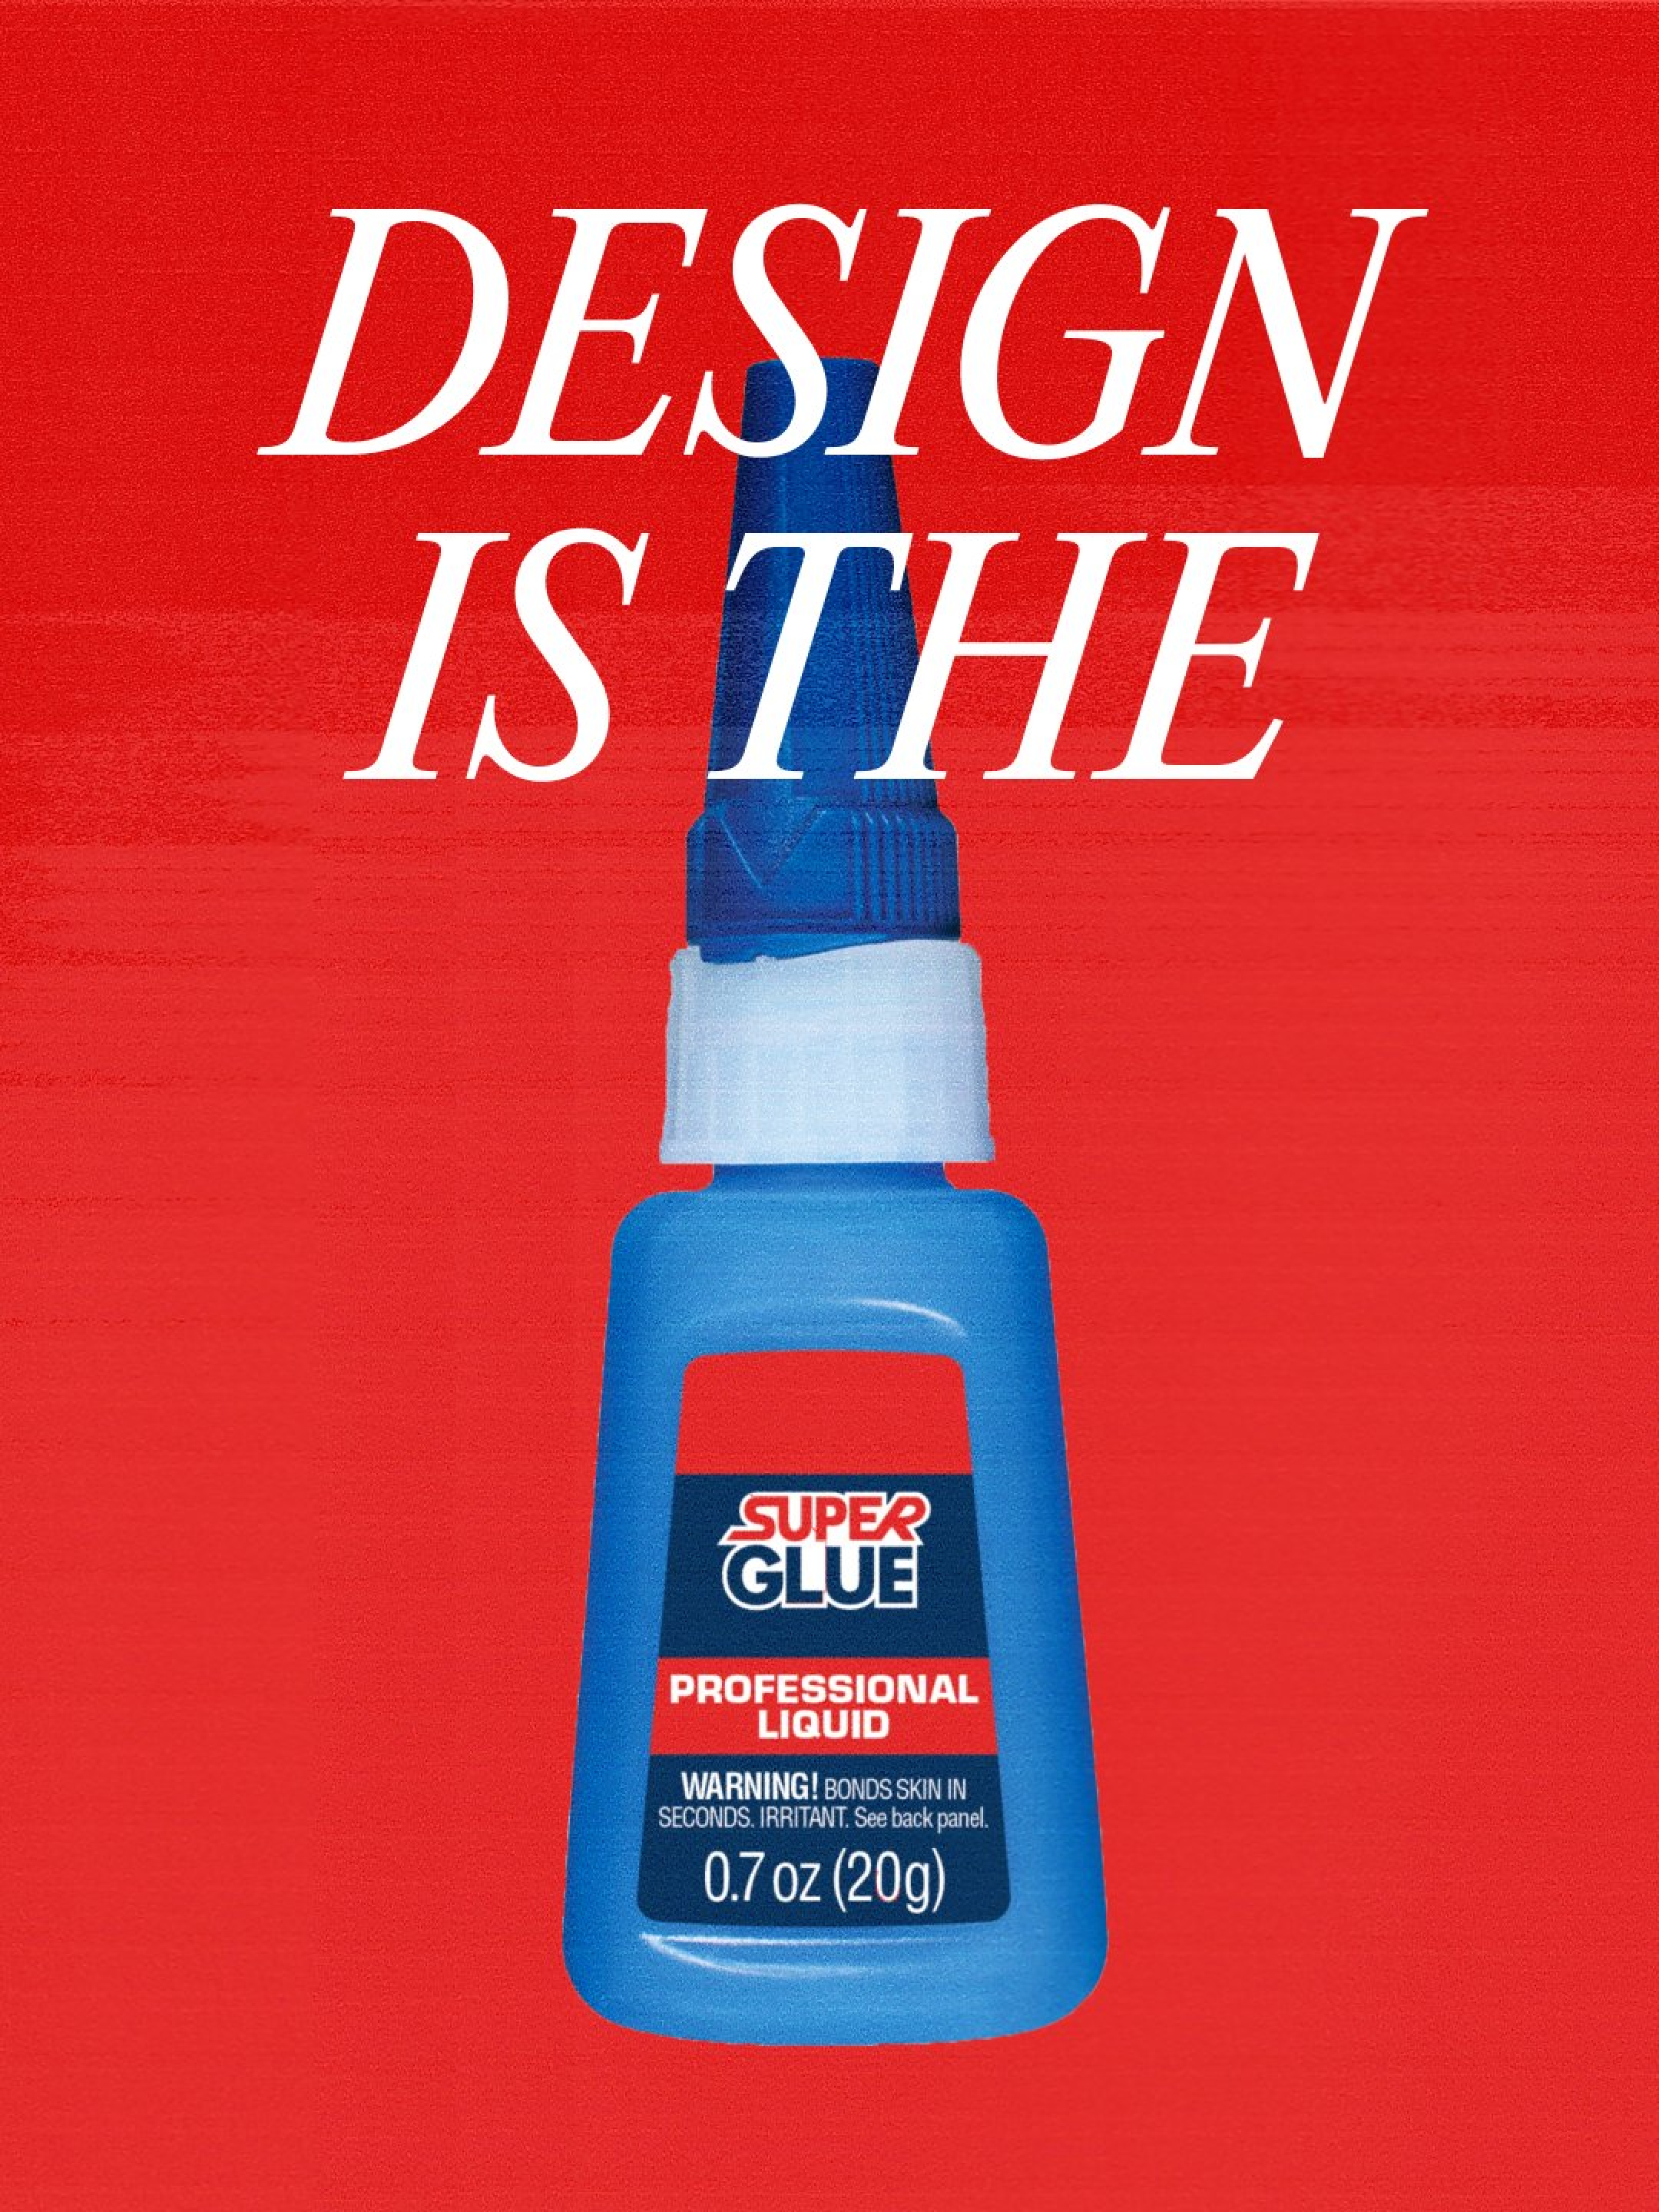 DESIGN
IS THE
SUPER
GLUE
PROFESSIONAL
LIQUID
WARNING! BONDS SKIN IN
SECONDS. IRRITANT. See back panel.
0.7 oz (20g)